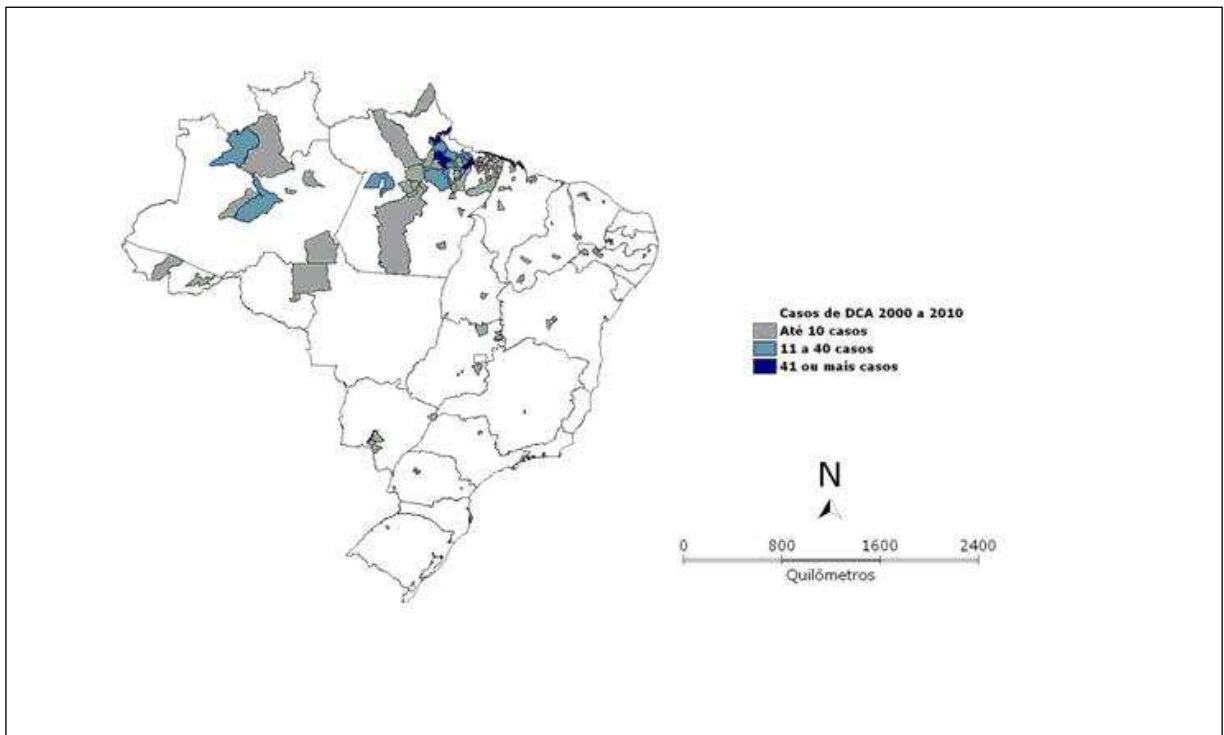 Casos de DCA 2000 a 2010
Até 10 casos
11 a 40 casos
41 ou mais casos
N
0 800 1600 2400
Quilômetros